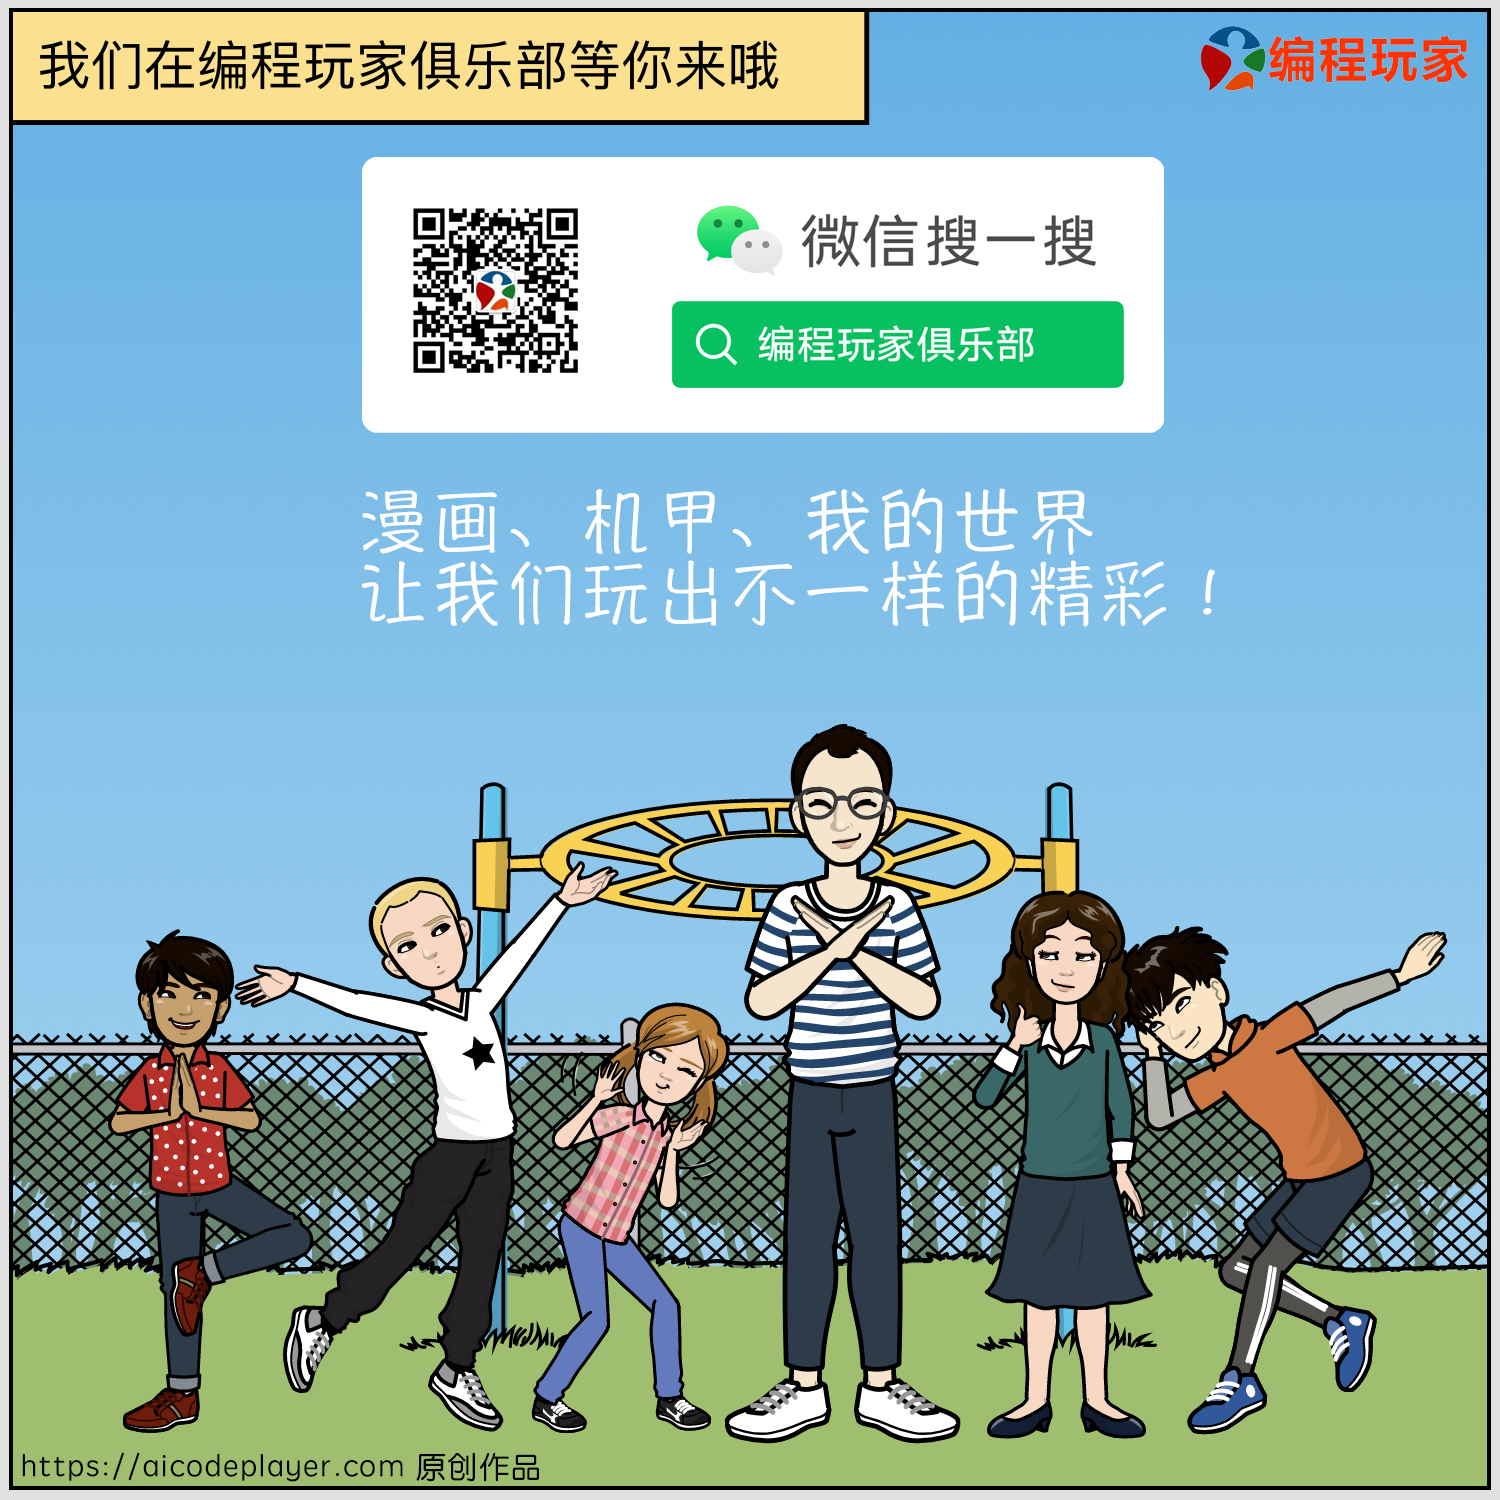 我们在编程玩家俱乐部等你来哦
编程玩家
微信搜一搜
编程玩家俱乐部
漫画、机甲、我的世界
让我们玩出不一样的精彩！
https://aicodeplayer.com 原创作品